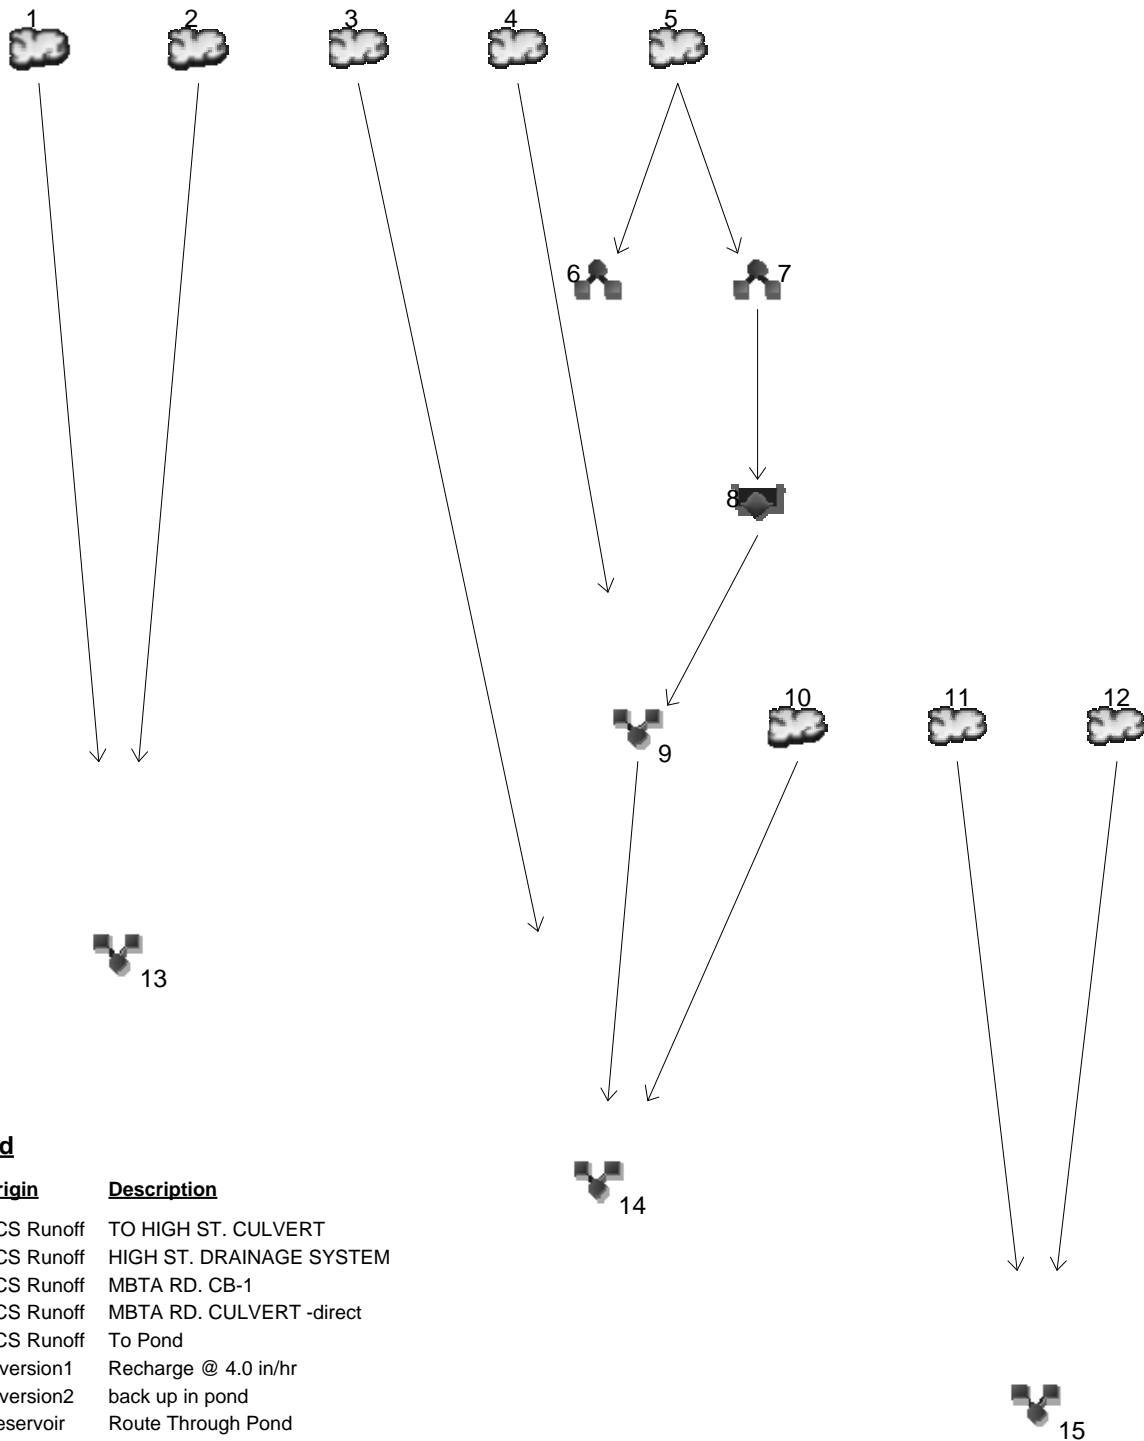 1 2 3 4 5
6 7
8
10 11 12
9
13
14
15
d
rigin Description
CS Runoff TO HIGH ST. CULVERT
CS Runoff HIGH ST. DRAINAGE SYSTEM
CS Runoff MBTA RD. CB-1
CS Runoff MBTA RD. CULVERT -direct
CS Runoff To Pond
version1 Recharge @ 4.0 in/hr
version2 back up in pond
eservoir Route Through Pond